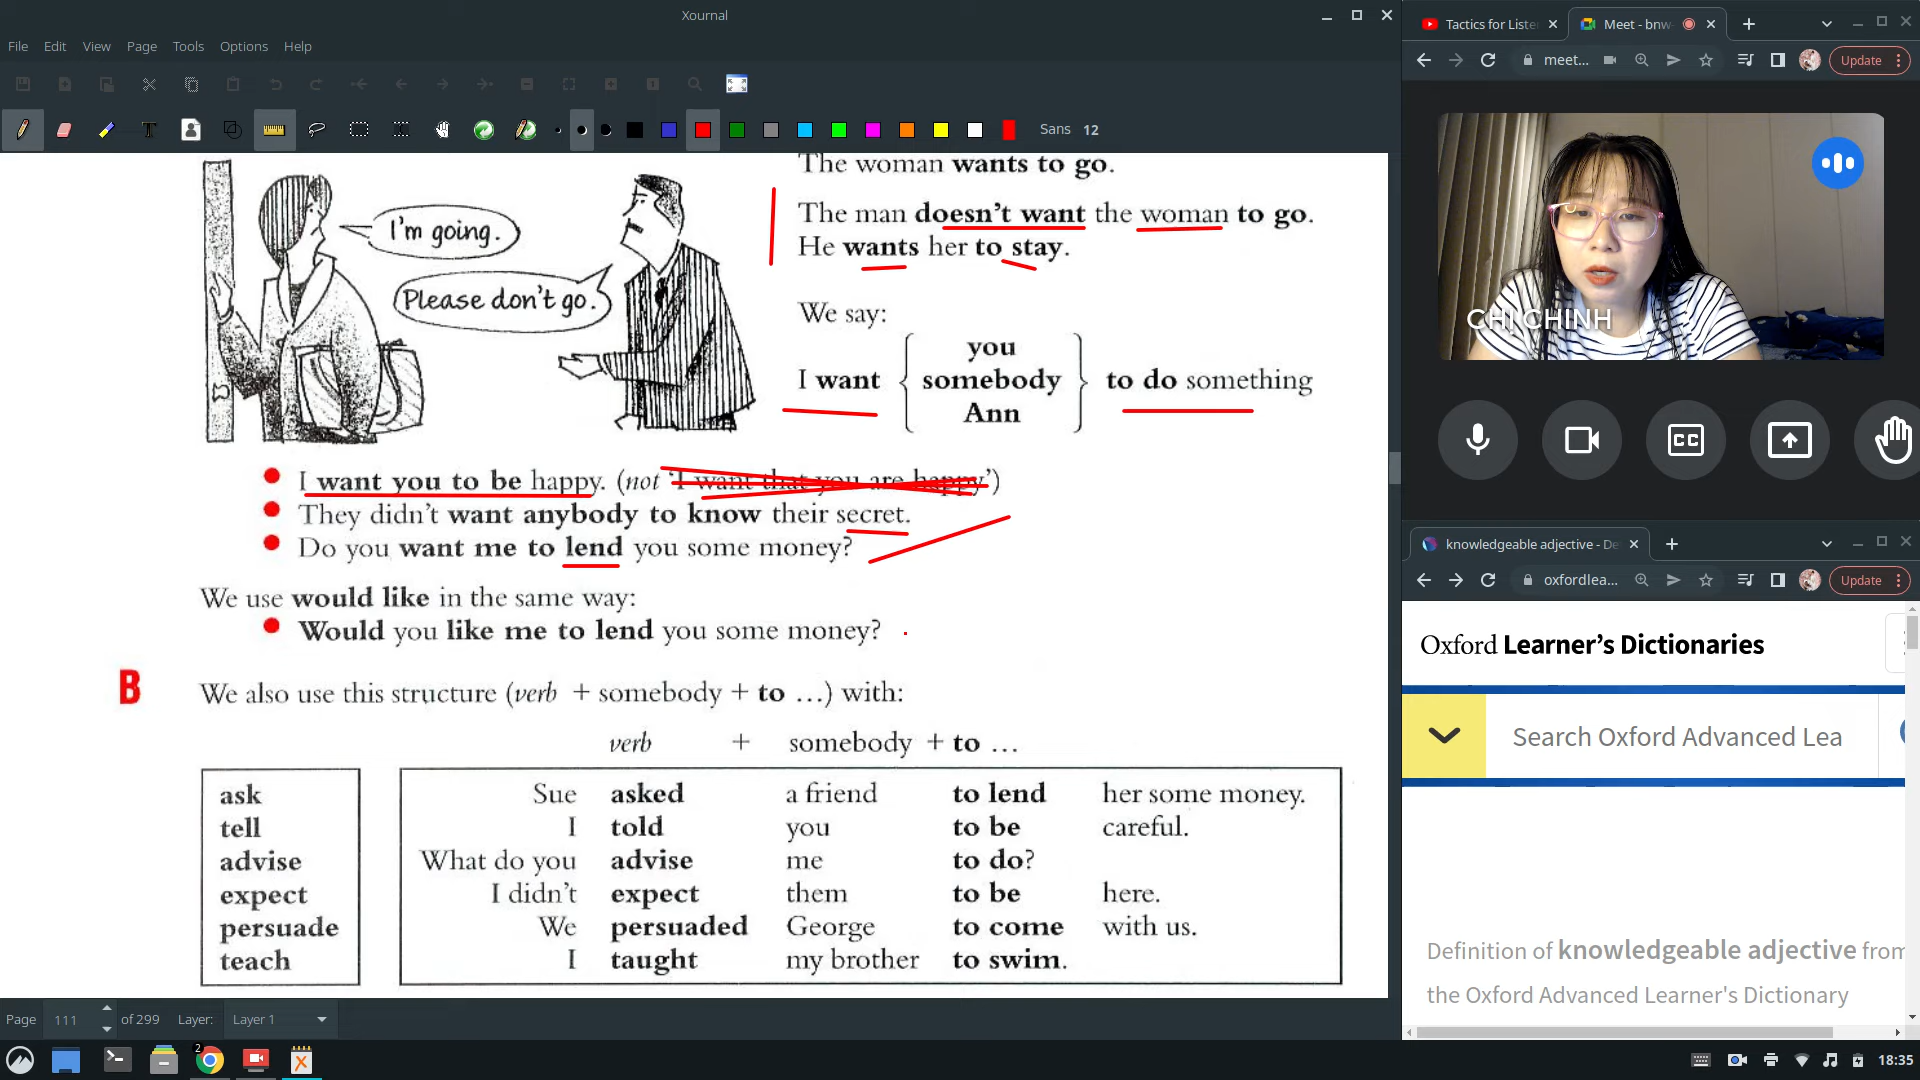 Xournal
File Edit View Page Tools Options Help
Sans 12
The woman wants to go.
The man doesn't want the woman to go.
He wants her to stay.
I'm going.
Please don't go.
We say:
I want you somebody Ann to do something
I want you to be happy. (not 'I want that you are happy')
They didn't want anybody to know their secret.
Do you want me to lend you some money?
We use would like in the same way:
Would you like me to lend you some money?
B
We also use this structure (verb + somebody + to ...) with:
verb + somebody + to ...
ask
tell
advise
expect
persuade
teach
Sue asked a friend to lend her some money.
I told you to be careful.
What do you advise me to do?
I didn't expect them to be here.
We persuaded George to come with us.
I taught my brother to swim.
Page 111 of 299 Layer: Layer 1
Tactics for Liste
Meet - bnw
meet...
Update
CHI CHINH
CC
knowledgeable adjective - De
oxfordlea...
Update
Oxford Learner's Dictionaries
Search Oxford Advanced Lea
Definition of knowledgeable adjective from
the Oxford Advanced Learner's Dictionary
2
18:35